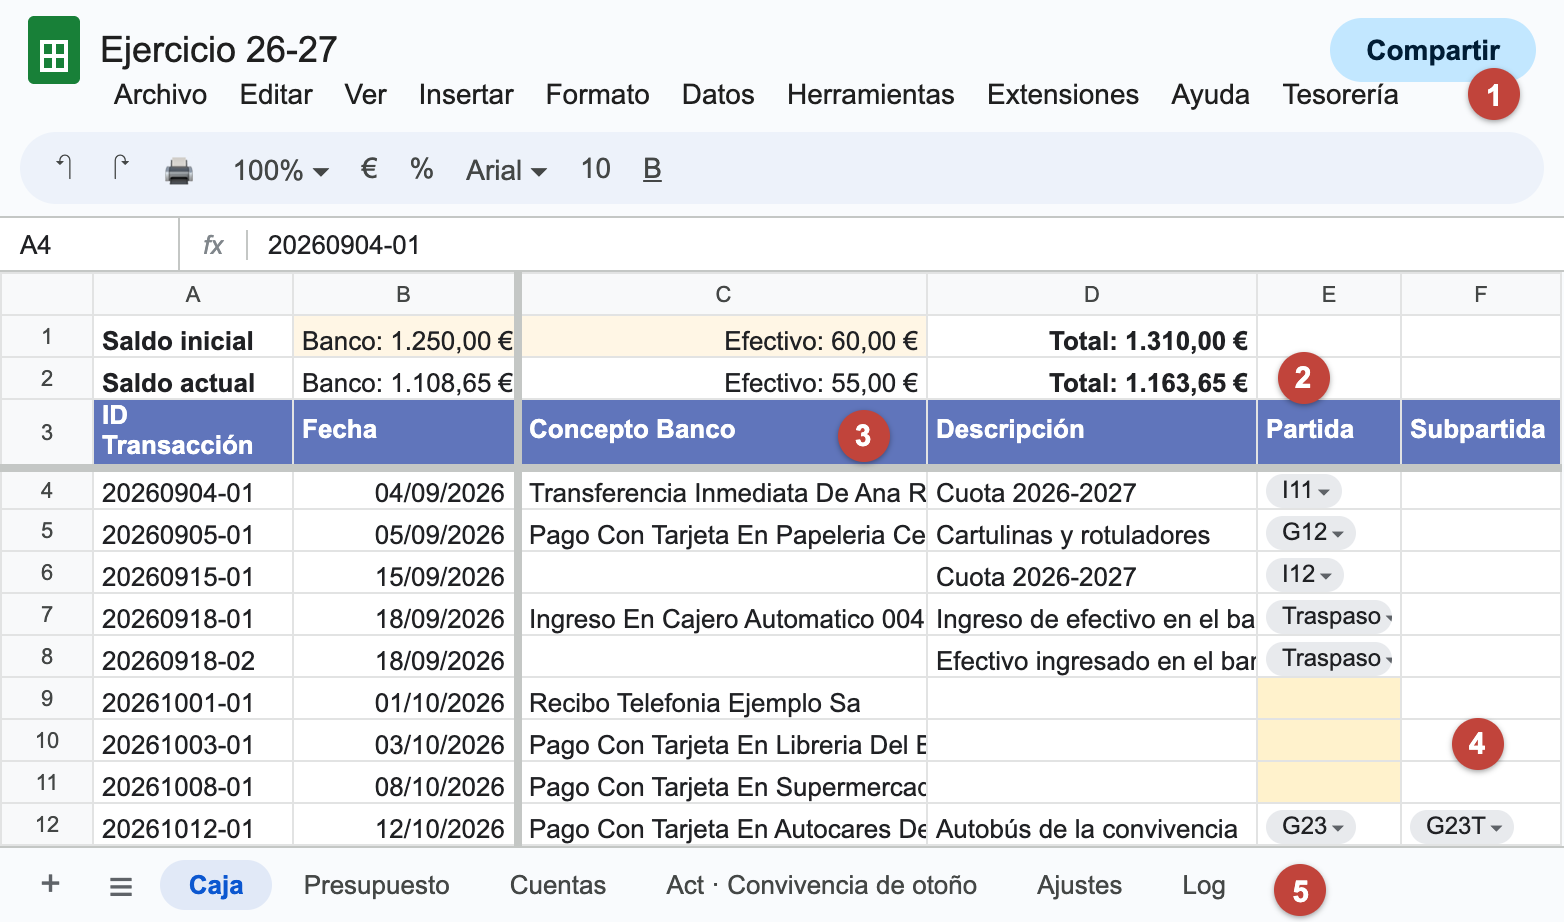 Ejercicio 26-27
Compartir
Archivo Editar Ver Insertar Formato Datos Herramientas Extensiones Ayuda Tesorería
1
100% € % Arial 10 B
A4 fx 20260904-01
A B C D E F
1 Saldo inicial Banco: 1.250,00 € Efectivo: 60,00 € Total: 1.310,00 €
2 Saldo actual Banco: 1.108,65 € Efectivo: 55,00 € Total: 1.163,65 € 2
3 ID Transacción Fecha Concepto Banco 3 Descripción Partida Subpartida
4 20260904-01 04/09/2026 Transferencia Inmediata De Ana R Cuota 2026-2027 I11
5 20260905-01 05/09/2026 Pago Con Tarjeta En Papeleria Ce Cartulinas y rotuladores G12
6 20260915-01 15/09/2026 Cuota 2026-2027 I12
7 20260918-01 18/09/2026 Ingreso En Cajero Automatico 004 Ingreso de efectivo en el ba Traspaso
8 20260918-02 18/09/2026 Efectivo ingresado en el bar Traspaso
9 20261001-01 01/10/2026 Recibo Telefonia Ejemplo Sa
10 20261003-01 03/10/2026 Pago Con Tarjeta En Libreria Del E 4
11 20261008-01 08/10/2026 Pago Con Tarjeta En Supermercad
12 20261012-01 12/10/2026 Pago Con Tarjeta En Autocares De Autobús de la convivencia G23 G23T
+ Caja Presupuesto Cuentas Act · Convivencia de otoño Ajustes Log 5